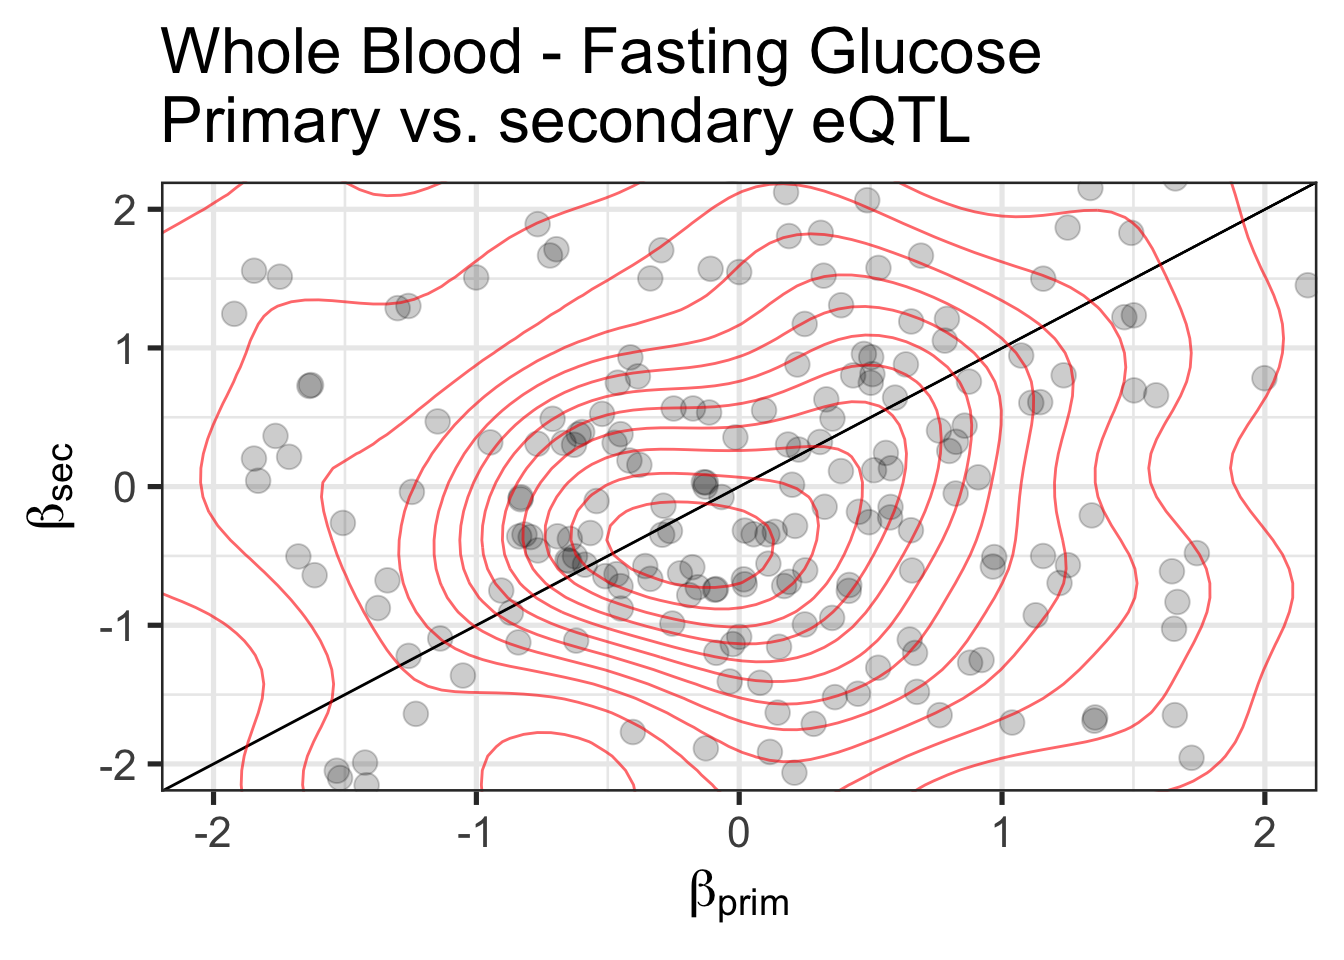 Whole Blood - Fasting Glucose
Primary vs. secondary eQTL
2
1
0
-1
-2
βsec
-2 -1 0 1 2
βprim